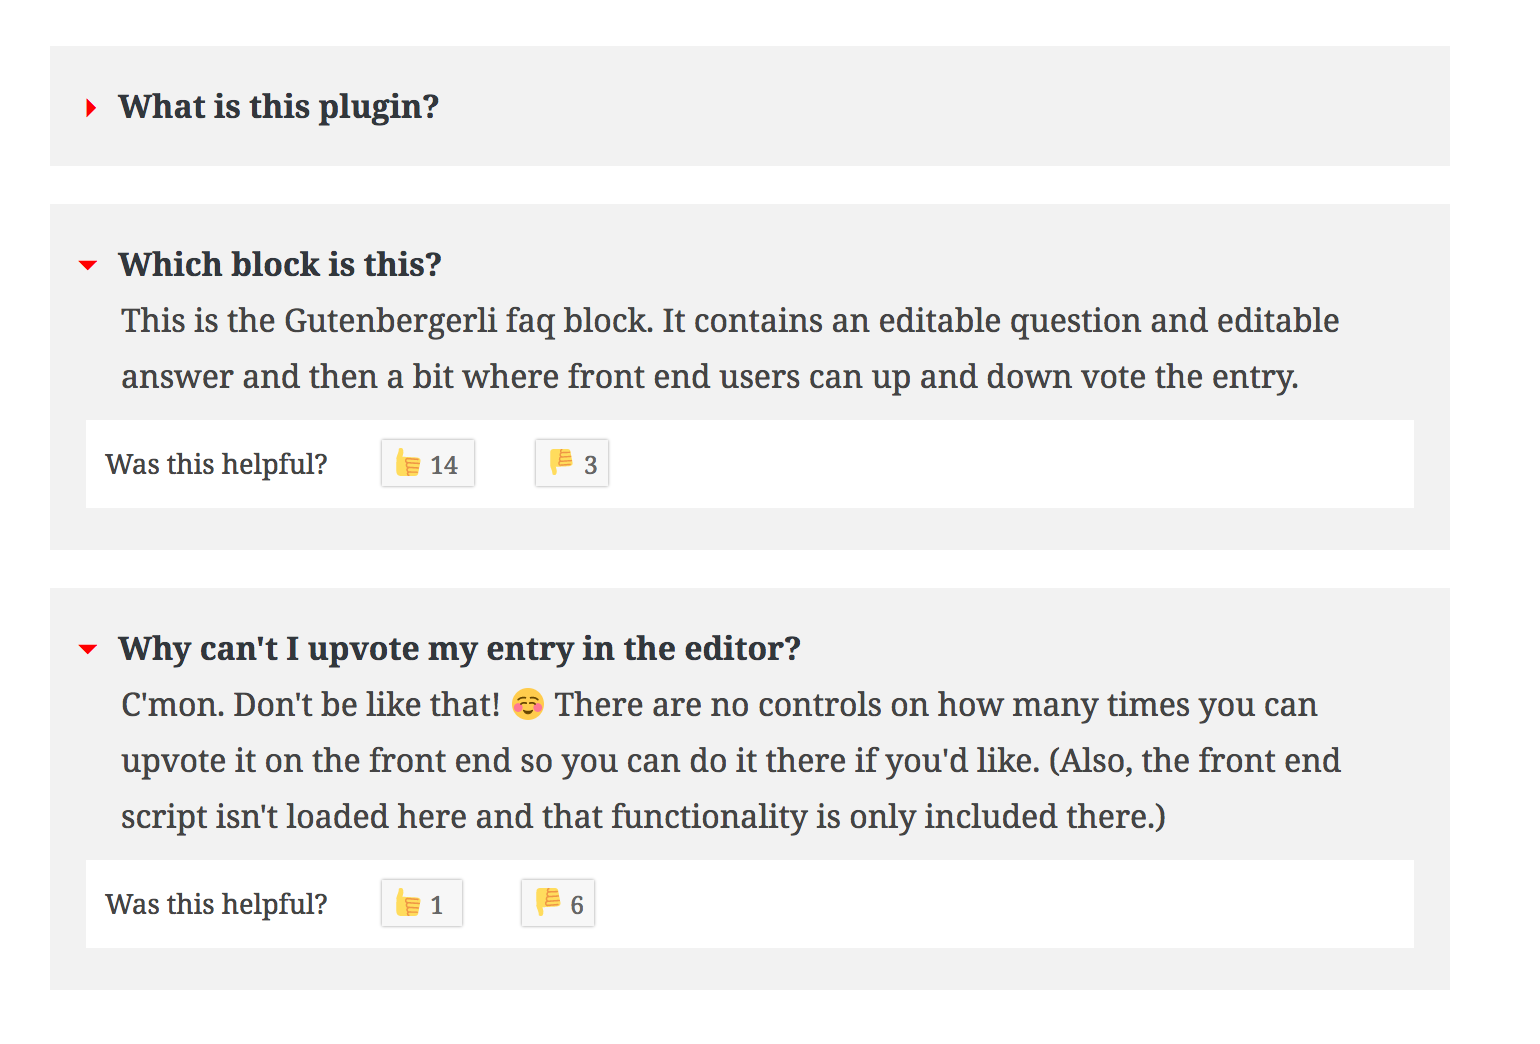 What is this plugin?
Which block is this?
This is the Gutenbergerli faq block. It contains an editable question and editable
answer and then a bit where front end users can up and down vote the entry.
Was this helpful? 👍 14 👎 3
Why can't I upvote my entry in the editor?
C'mon. Don't be like that! ☺️ There are no controls on how many times you can
upvote it on the front end so you can do it there if you'd like. (Also, the front end
script isn't loaded here and that functionality is only included there.)
Was this helpful? 👍 1 👎 6